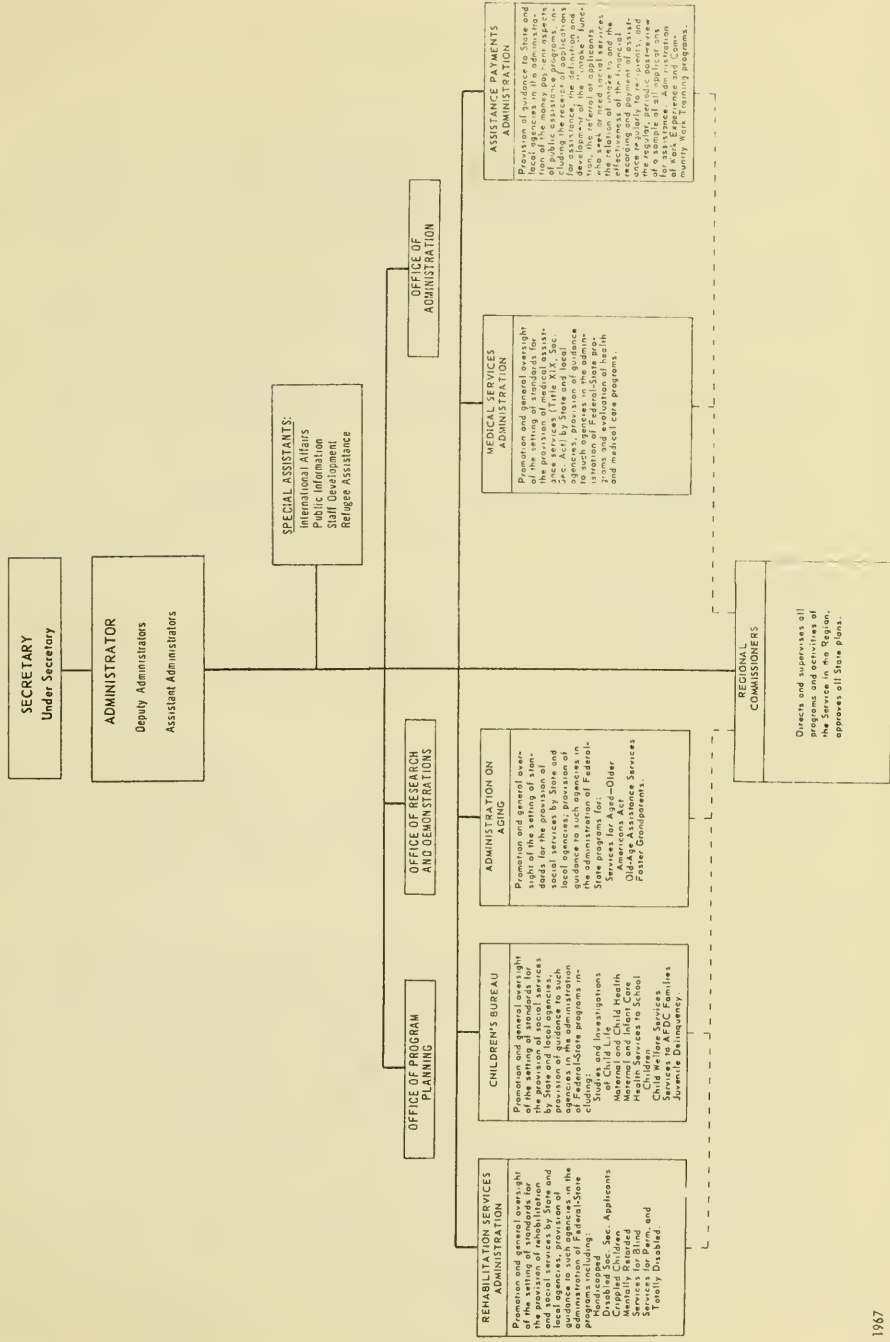 SECRETARY
Under Secretary
ADMINISTRATOR
Deputy Administrators
Assistant Administrators
SPECIAL ASSISTANTS:
International Affairs
Public Information
Staff Development
Refugee Assistance
OFFICE OF PROGRAM
PLANNING
OFFICE OF RESEARCH
AND DEMONSTRATIONS
OFFICE OF
ADMINISTRATION
REHABILITATION SERVICES
ADMINISTRATION
Promotion and general oversight
of the setting of standards for
the provision of rehabilitation
and social services by State and
local agencies, provision of
guidance to such agencies in the
administration of Federal-State
programs including:
Handicapped
Disabled Soc. Sec. Applicants
Crippled Children
Mentally Retarded
Services for Blind
Services for Perm. and
Totally Disabled.
CHILDREN'S BUREAU
Promotion and general oversight
of the setting of standards for
the provision of social services
by State and local agencies,
provision of guidance to such
agencies in the administration
of Federal-State programs in-
cluding:
Studies and Investigations
of Child Life
Maternal and Child Health
Maternal and Infant Care
Health Services to School
Children
Child Welfare Services
Services to AFDC Families
Juvenile Delinquency.
ADMINISTRATION ON
AGING
Promotion and general over-
sight of the setting of stan-
dards for the provision of
social services by State and
local agencies; provision of
guidance to such agencies in
the administration of Federal-
State programs for:
Services for Aged—Older
Americans Act
Old-Age Assistance Services
Foster Grandparents.
MEDICAL SERVICES
ADMINISTRATION
Promotion and general oversight
of the setting of standards for
the provision of medical assist-
ance services (Title XIX, Soc.
Sec. Act) by State and local
agencies, provision of guidance
to such agencies in the admin-
istration of Federal-State pro-
grams and evaluation of health
and medical care programs.
ASSISTANCE PAYMENTS
ADMINISTRATION
Provision of guidance to State and
local agencies in the administra-
tion of the money payment aspects
of public assistance programs, in-
cluding the receipt of applications
for assistance, the definition and
development of the "intake" func-
tion, the referral of applicants
who seek or need social services
the relation of intake to and the
effectiveness of the financial
recording and payment of assist-
ance regularly to recipients, and
the regular, periodic post-review
of a sample of all applications
for assistance. Administration
of Work Experience and Com-
munity Work Training programs.
REGIONAL
COMMISSIONERS
Directs and supervises all
programs and activities of
the Service in the Region,
approves all State plans.
1967